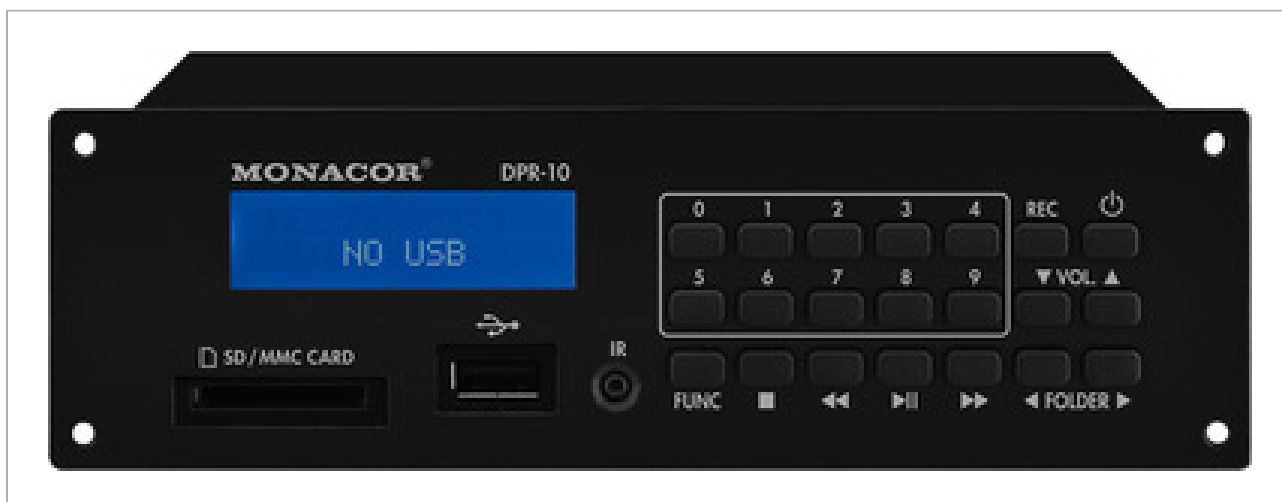 MONACOR® DPR-10
NO USB
0 1 2 3 4 REC
5 6 7 8 9 ▼ VOL. ▲
SD/MMC CARD
IR
FUNC ■ ◀◀ ▶II ▶▶ ◀ FOLDER ▶